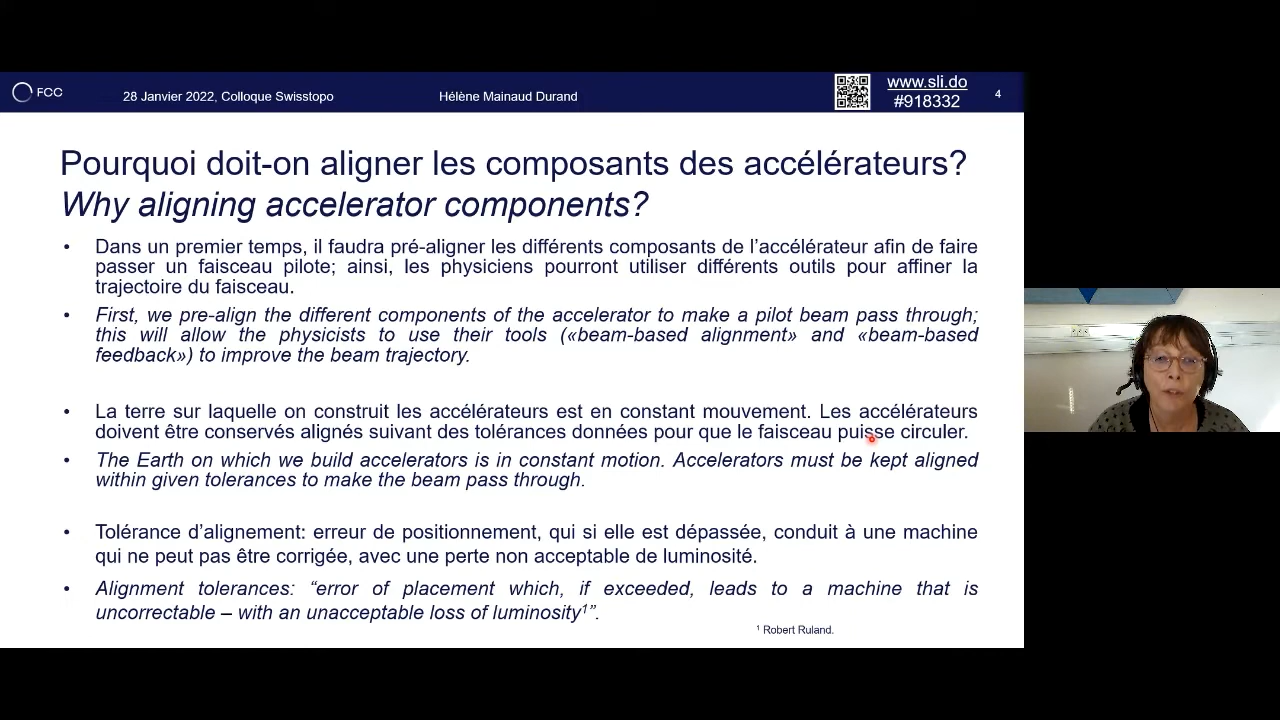 FCC
28 Janvier 2022, Colloque Swisstopo
Hélène Mainaud Durand
www.sli.do
#918332
4
Pourquoi doit-on aligner les composants des accélérateurs?
Why aligning accelerator components?
• Dans un premier temps, il faudra pré-aligner les différents composants de l’accélérateur afin de faire
passer un faisceau pilote; ainsi, les physiciens pourront utiliser différents outils pour affiner la
trajectoire du faisceau.
• First, we pre-align the different components of the accelerator to make a pilot beam pass through;
this will allow the physicists to use their tools («beam-based alignment» and «beam-based
feedback») to improve the beam trajectory.
• La terre sur laquelle on construit les accélérateurs est en constant mouvement. Les accélérateurs
doivent être conservés alignés suivant des tolérances données pour que le faisceau puisse circuler.
• The Earth on which we build accelerators is in constant motion. Accelerators must be kept aligned
within given tolerances to make the beam pass through.
• Tolérance d’alignement: erreur de positionnement, qui si elle est dépassée, conduit à une machine
qui ne peut pas être corrigée, avec une perte non acceptable de luminosité.
• Alignment tolerances: “error of placement which, if exceeded, leads to a machine that is
uncorrectable – with an unacceptable loss of luminosity¹”.
¹ Robert Ruland.